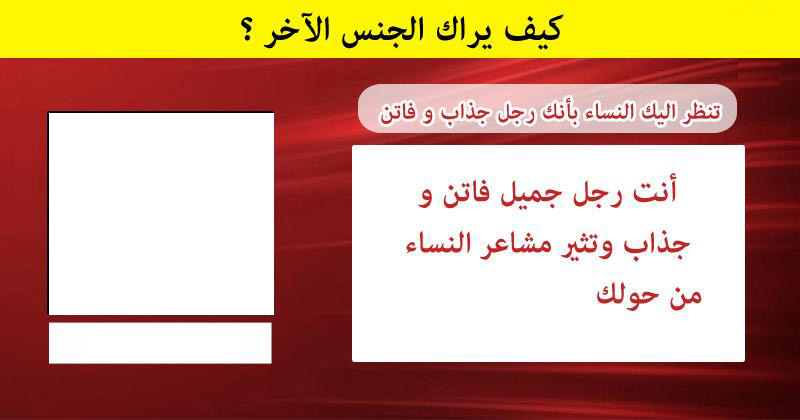 كيف يراك الجنس الآخر ؟
تنظر اليك النساء بأنك رجل جذاب و فاتن
أنت رجل جميل فاتن و
جذاب وتثير مشاعر النساء
من حولك